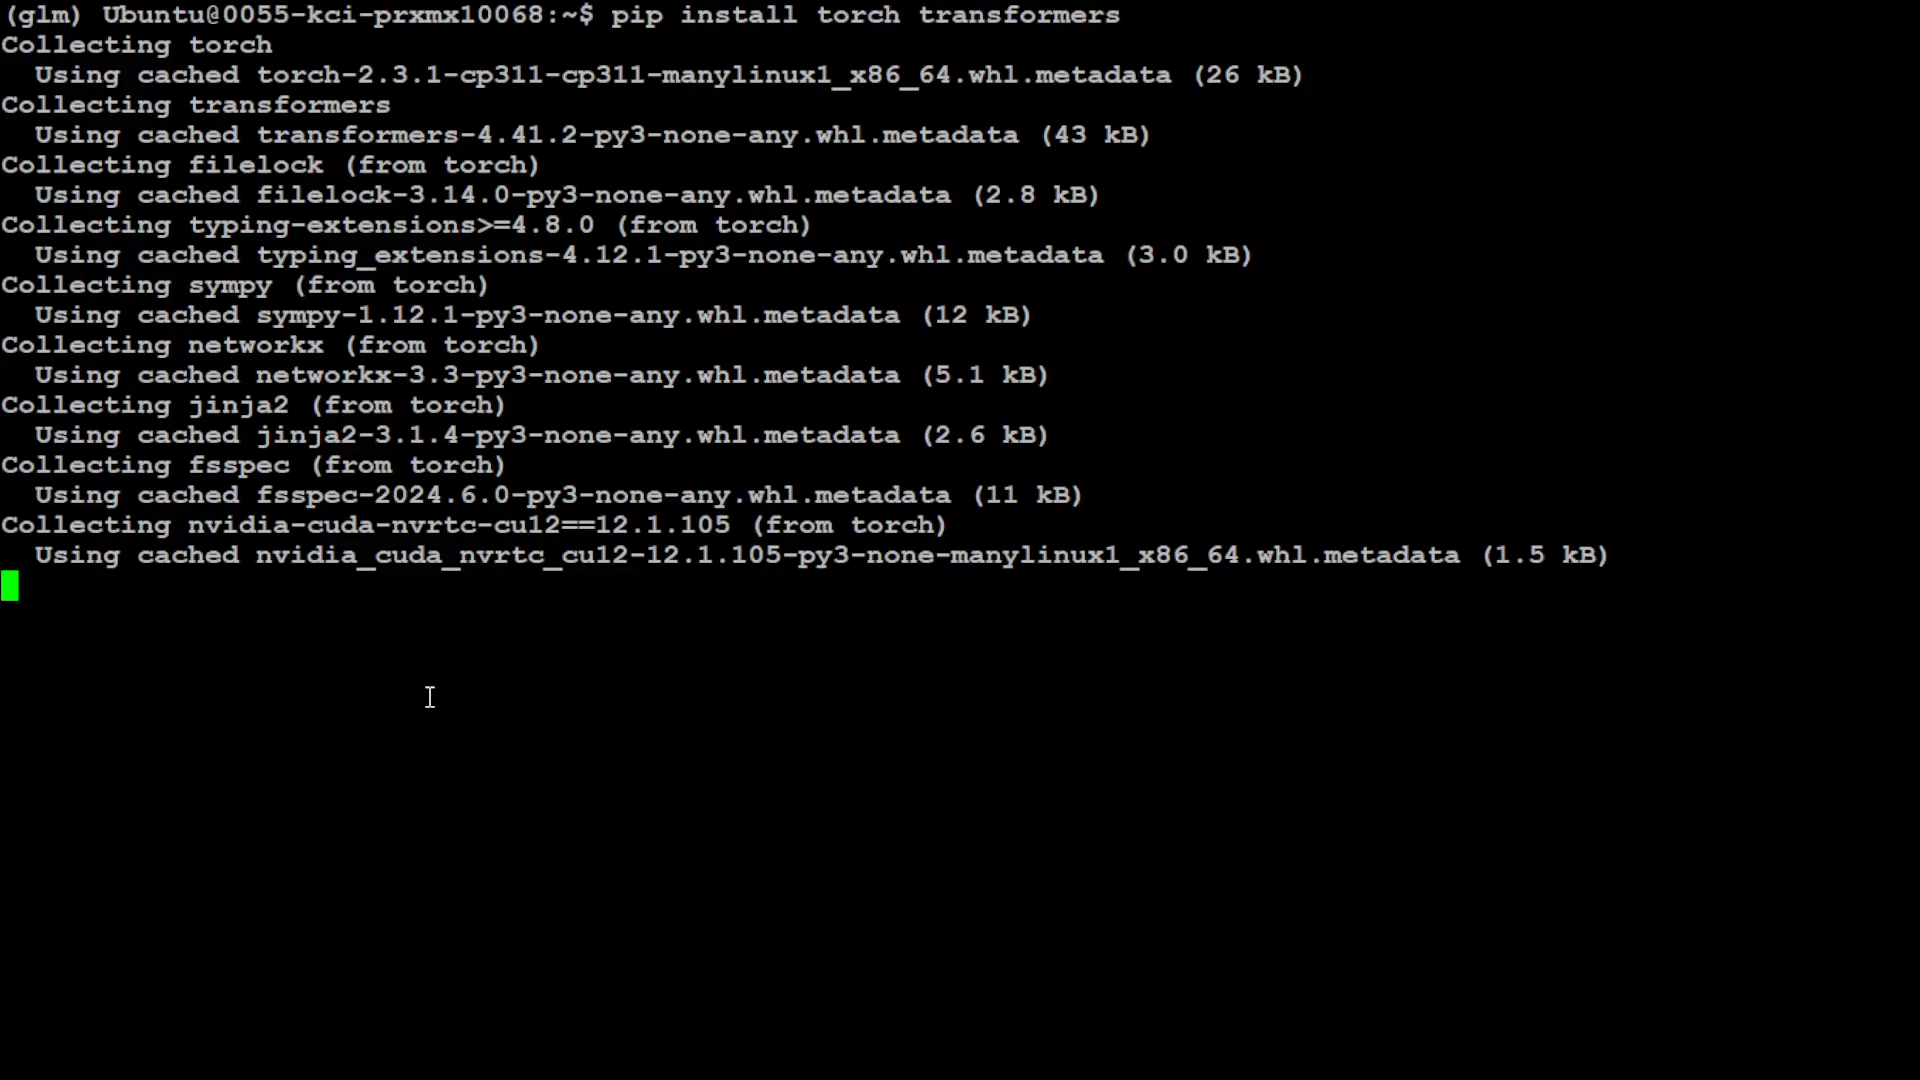 (glm) Ubuntu@0055-kci-prxmx10068:~$ pip install torch transformers
Collecting torch
  Using cached torch-2.3.1-cp311-cp311-manylinux1_x86_64.whl.metadata (26 kB)
Collecting transformers
  Using cached transformers-4.41.2-py3-none-any.whl.metadata (43 kB)
Collecting filelock (from torch)
  Using cached filelock-3.14.0-py3-none-any.whl.metadata (2.8 kB)
Collecting typing-extensions>=4.8.0 (from torch)
  Using cached typing_extensions-4.12.1-py3-none-any.whl.metadata (3.0 kB)
Collecting sympy (from torch)
  Using cached sympy-1.12.1-py3-none-any.whl.metadata (12 kB)
Collecting networkx (from torch)
  Using cached networkx-3.3-py3-none-any.whl.metadata (5.1 kB)
Collecting jinja2 (from torch)
  Using cached jinja2-3.1.4-py3-none-any.whl.metadata (2.6 kB)
Collecting fsspec (from torch)
  Using cached fsspec-2024.6.0-py3-none-any.whl.metadata (11 kB)
Collecting nvidia-cuda-nvrtc-cu12==12.1.105 (from torch)
  Using cached nvidia_cuda_nvrtc_cu12-12.1.105-py3-none-manylinux1_x86_64.whl.metadata (1.5 kB)